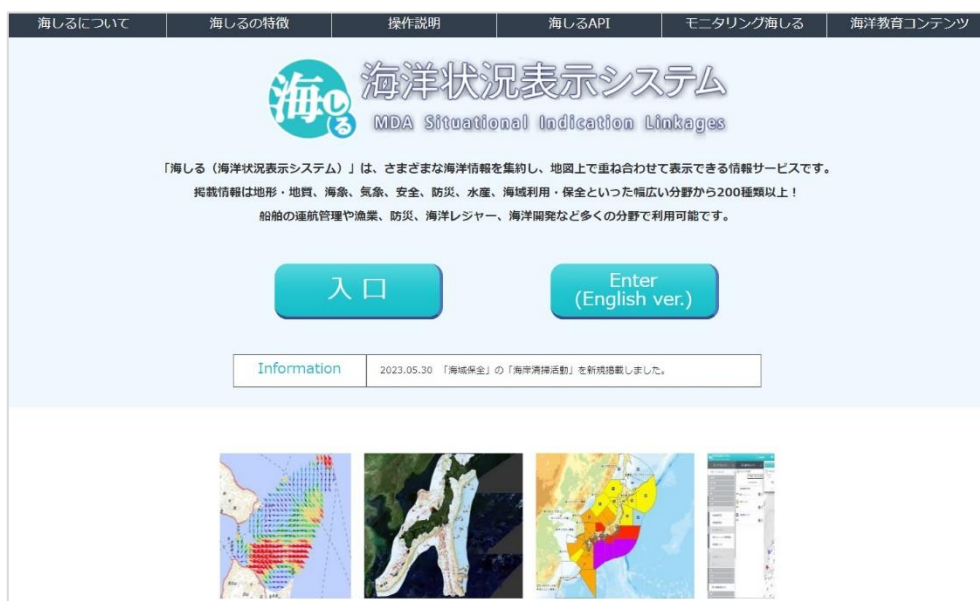 海しるについて
海しるの特徴
操作説明
海しるAPI
モニタリング海しる
海洋教育コンテンツ
海しる
海洋状況表示システム
MDA Situational Indication Linkages
「海しる（海洋状況表示システム）」は、さまざまな海洋情報を集約し、地図上で重ね合わせて表示できる情報サービスです。
掲載情報は地形・地質、海象、気象、安全、防災、水産、海域利用・保全といった幅広い分野から200種類以上！
船舶の運航管理や漁業、防災、海洋レジャー、海洋開発など多くの分野で利用可能です。
入口
Enter
(English ver.)
Information
2023.05.30 「海域保全」の「海岸清掃活動」を新規掲載しました。